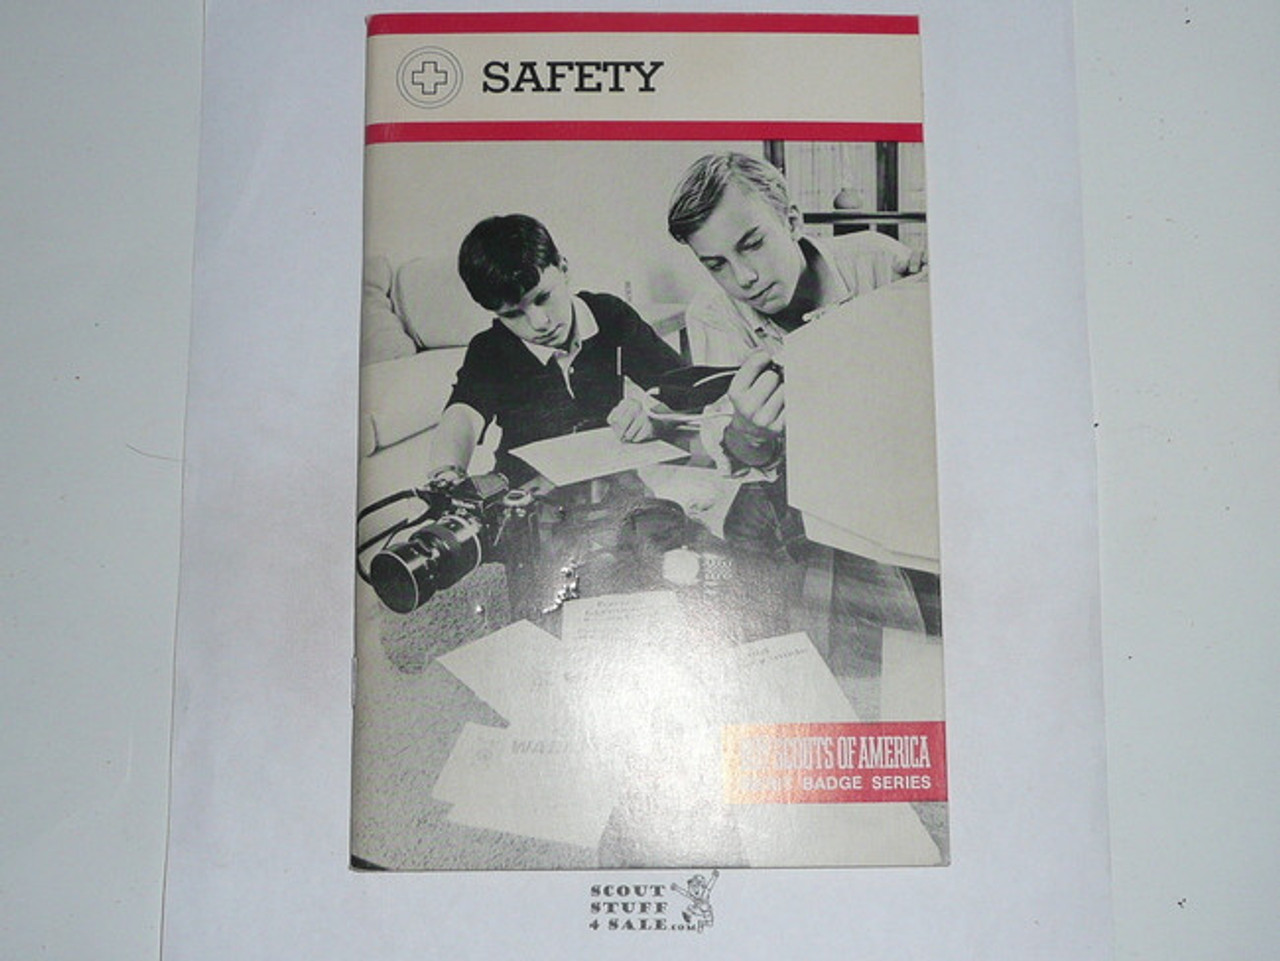 SAFETY
SCOUTS OF AMERICA
BADGE SERIES
SCOUT
STUFF
4 SALE.COM